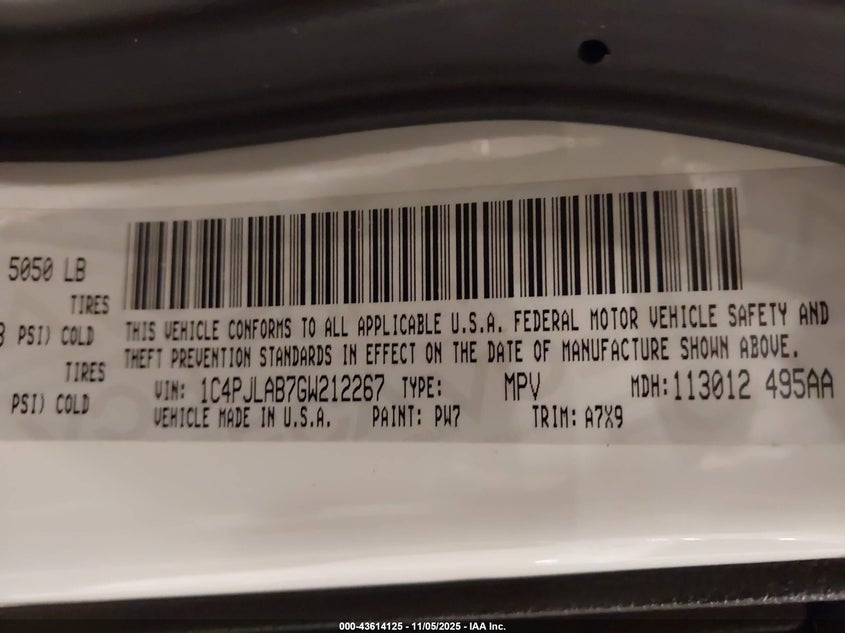 5050 LB
TIRES
PSI) COLD
TIRES
PSI) COLD
THIS VEHICLE CONFORMS TO ALL APPLICABLE U.S.A. FEDERAL MOTOR VEHICLE SAFETY AND
THEFT PREVENTION STANDARDS IN EFFECT ON THE DATE OF MANUFACTURE SHOWN ABOVE.
VIN: 1C4PJLAB7GW212267 TYPE: MPV MDH: 113012 495AA
VEHICLE MADE IN U.S.A. PAINT: PW7 TRIM: A7X9
000-43614125 - 11/05/2025 - IAA Inc.